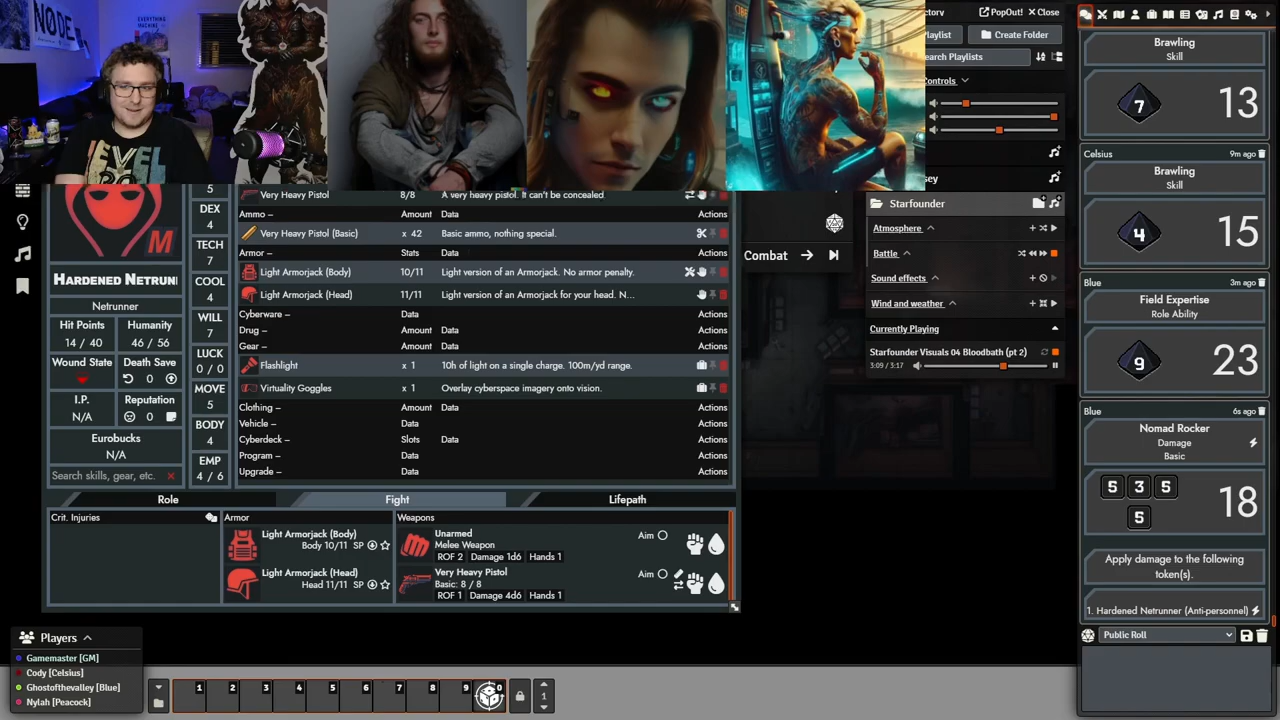 NODE
EVERYTHING
MACHINE
LEVEL
ctory
PopOut!
Close
laylist
Create Folder
Search Playlists
Controls
sey
Starfounder
Atmosphere
Battle
Sound effects
Wind and weather
Currently Playing
Starfounder Visuals 04 Bloodbath (pt 2)
3:09 / 3:17
Combat
M
HARDENED NETRUN
Netrunner
Hit Points
14 / 40
Humanity
46 / 56
Wound State
Death Save
0
I.P.
N/A
Reputation
0
Eurobucks
N/A
Search skills, gear, etc.
5
DEX
4
TECH
7
COOL
4
WILL
7
LUCK
0 / 0
MOVE
5
BODY
4
EMP
4 / 6
Very Heavy Pistol 8/8 A very heavy pistol. It can't be concealed.
Ammo – Amount Data Actions
Very Heavy Pistol (Basic) x 42 Basic ammo, nothing special.
Armor – Stats Data Actions
Light Armorjack (Body) 10/11 Light version of an Armorjack. No armor penalty.
Light Armorjack (Head) 11/11 Light version of an Armorjack for your head. N...
Cyberware – Data Actions
Drug – Amount Data Actions
Gear – Amount Data Actions
Flashlight x 1 10h of light on a single charge. 100m/yd range.
Virtuality Goggles x 1 Overlay cyberspace imagery onto vision.
Clothing – Amount Data Actions
Vehicle – Data Actions
Cyberdeck – Slots Data Actions
Program – Data Actions
Upgrade – Data Actions
Role Fight Lifepath
Crit. Injuries
Armor
Light Armorjack (Body)
Body 10/11 SP
Light Armorjack (Head)
Head 11/11 SP
Weapons
Unarmed
Melee Weapon
ROF 2 Damage 1d6 Hands 1
Aim
Very Heavy Pistol
Basic: 8 / 8
ROF 1 Damage 4d6 Hands 1
Aim
Players
Gamemaster [GM]
Cody [Celsius]
Ghostofthevalley [Blue]
Nylah [Peacock]
1 2 3 4 5 6 7 8 9 0
1
Brawling
Skill
7
13
Celsius 9m ago
Brawling
Skill
4
15
Blue 3m ago
Field Expertise
Role Ability
9
23
Blue 6s ago
Nomad Rocker
Damage
Basic
5 3 5
5
18
Apply damage to the following
token(s).
1. Hardened Netrunner (Anti-personnel)
Public Roll